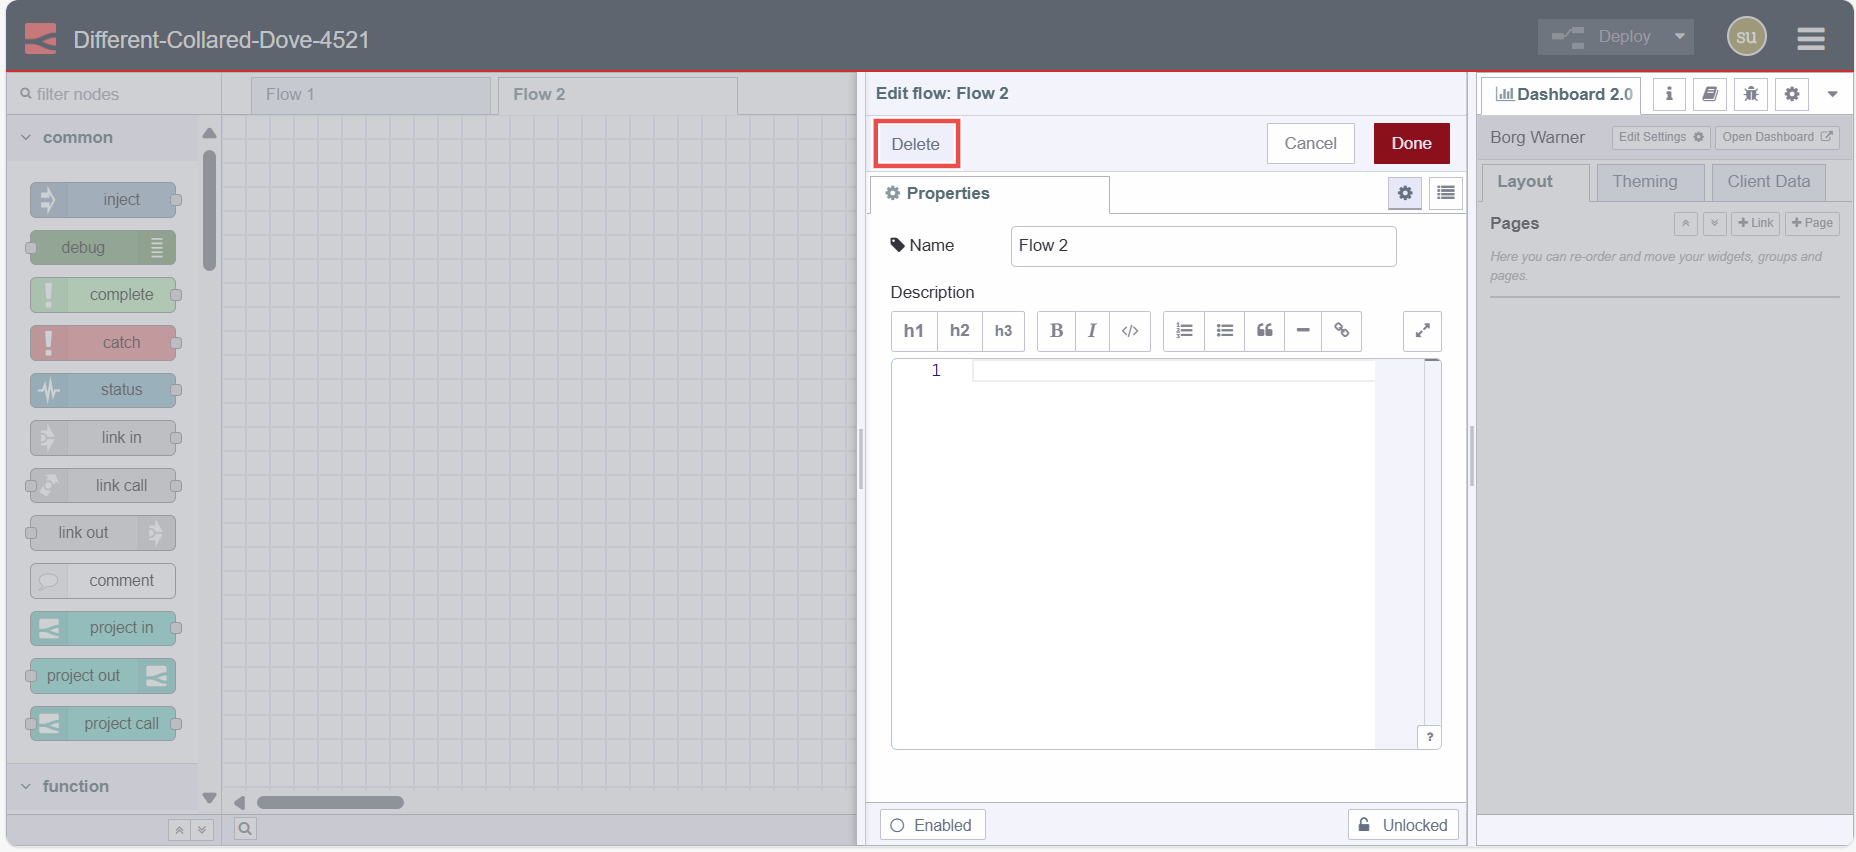 Different-Collared-Dove-4521
Deploy
su
filter nodes
Flow 1
Flow 2
Edit flow: Flow 2
Dashboard 2.0
i
common
Delete
Cancel
Done
Borg Warner
Edit Settings
Open Dashboard
Properties
Layout
Theming
Client Data
inject
Pages
Link
Page
debug
Name
Flow 2
Here you can re-order and move your widgets, groups and
pages.
complete
Description
catch
h1
h2
h3
B
I
</>
status
1
link in
link call
link out
comment
project in
project out
project call
?
function
Enabled
Unlocked